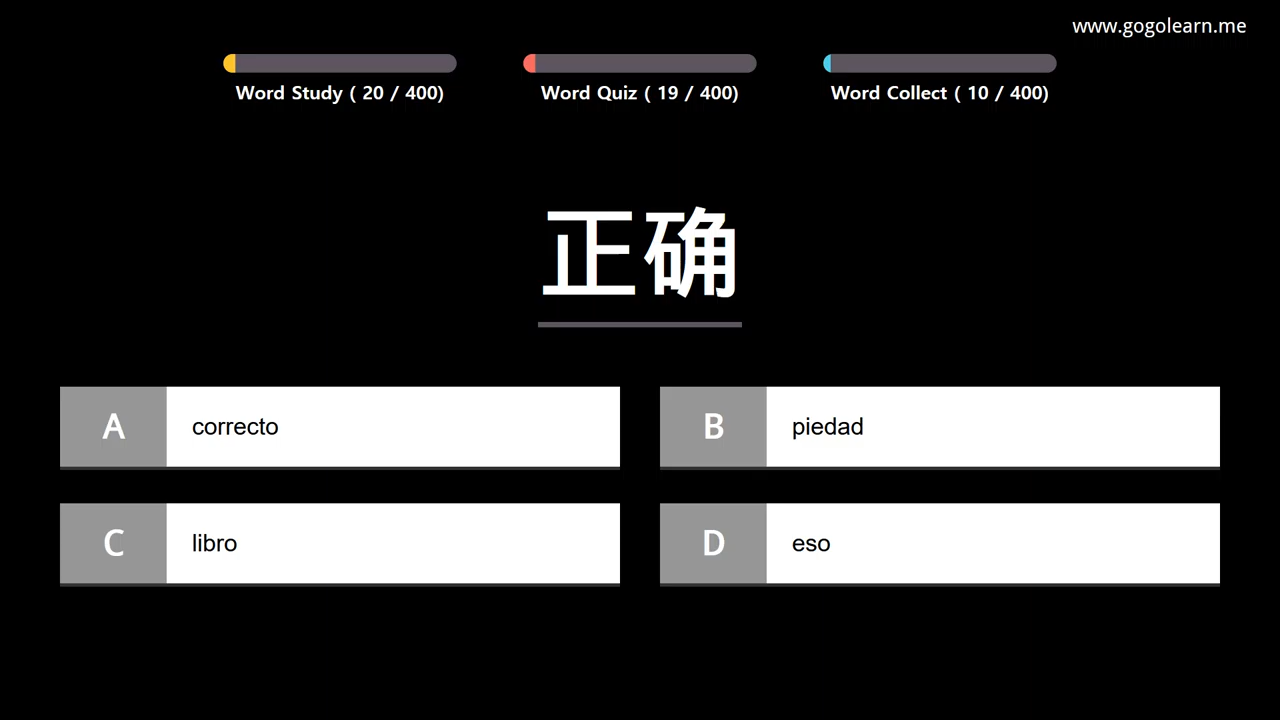 www.gogolearn.me
Word Study ( 20 / 400)
Word Quiz ( 19 / 400)
Word Collect ( 10 / 400)
正确
A correcto
B piedad
C libro
D eso